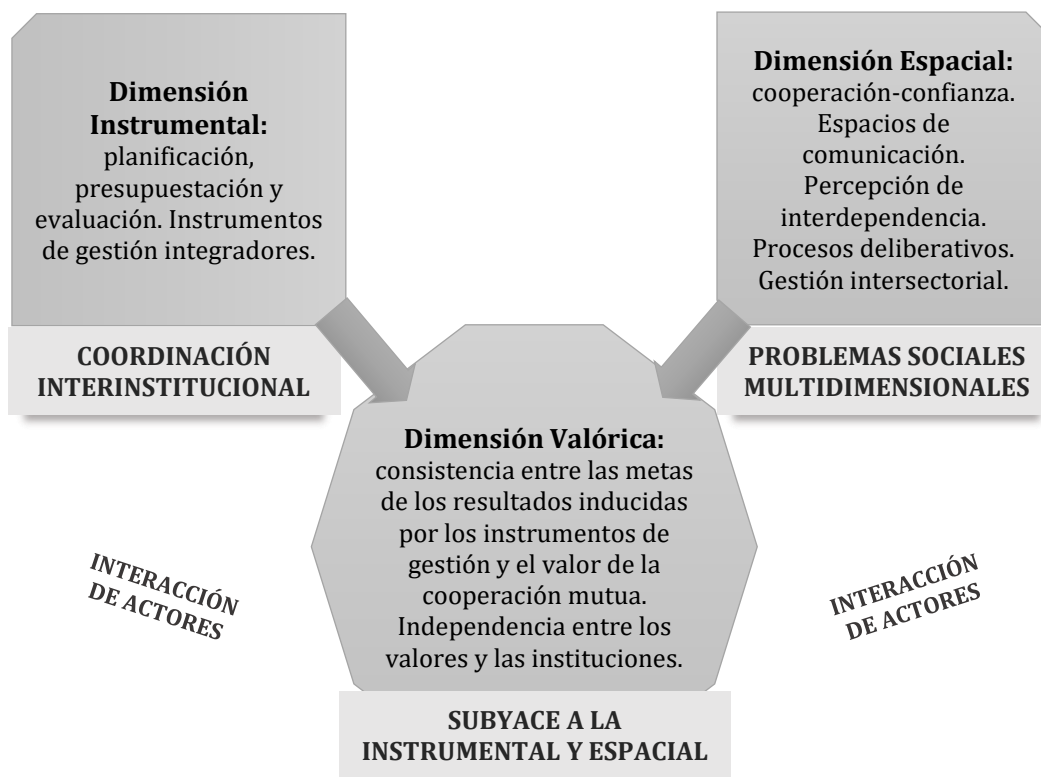 Dimensión
Instrumental:
planificación,
presupuestación y
evaluación. Instrumentos
de gestión integradores.
COORDINACIÓN
INTERINSTITUCIONAL
Dimensión Espacial:
cooperación-confianza.
Espacios de
comunicación.
Percepción de
interdependencia.
Procesos deliberativos.
Gestión intersectorial.
PROBLEMAS SOCIALES
MULTIDIMENSIONALES
Dimensión Valórica:
consistencia entre las metas
de los resultados inducidas
por los instrumentos de
gestión y el valor de la
cooperación mutua.
Independencia entre los
valores y las instituciones.
SUBYACE A LA
INSTRUMENTAL Y ESPACIAL
INTERACCIÓN
DE ACTORES
INTERACCIÓN
DE ACTORES